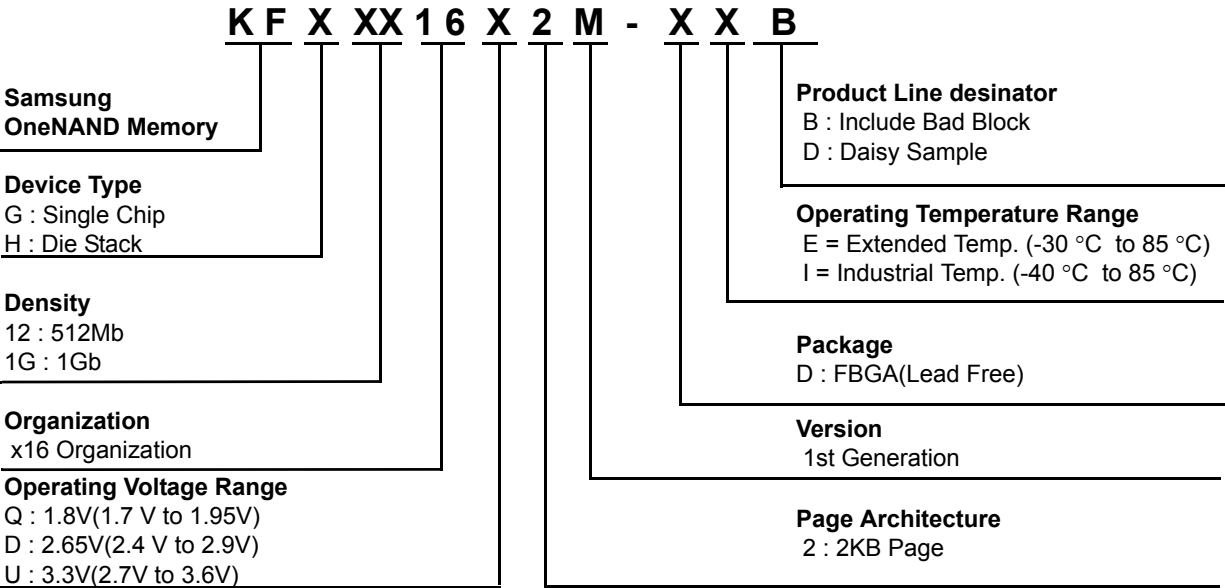 K F X XX 1 6 X 2 M - X X B
Samsung
OneNAND Memory
Device Type
G : Single Chip
H : Die Stack
Density
12 : 512Mb
1G : 1Gb
Organization
x16 Organization
Operating Voltage Range
Q : 1.8V(1.7 V to 1.95V)
D : 2.65V(2.4 V to 2.9V)
U : 3.3V(2.7V to 3.6V)
Product Line desinator
B : Include Bad Block
D : Daisy Sample
Operating Temperature Range
E = Extended Temp. (-30 °C to 85 °C)
I = Industrial Temp. (-40 °C to 85 °C)
Package
D : FBGA(Lead Free)
Version
1st Generation
Page Architecture
2 : 2KB Page